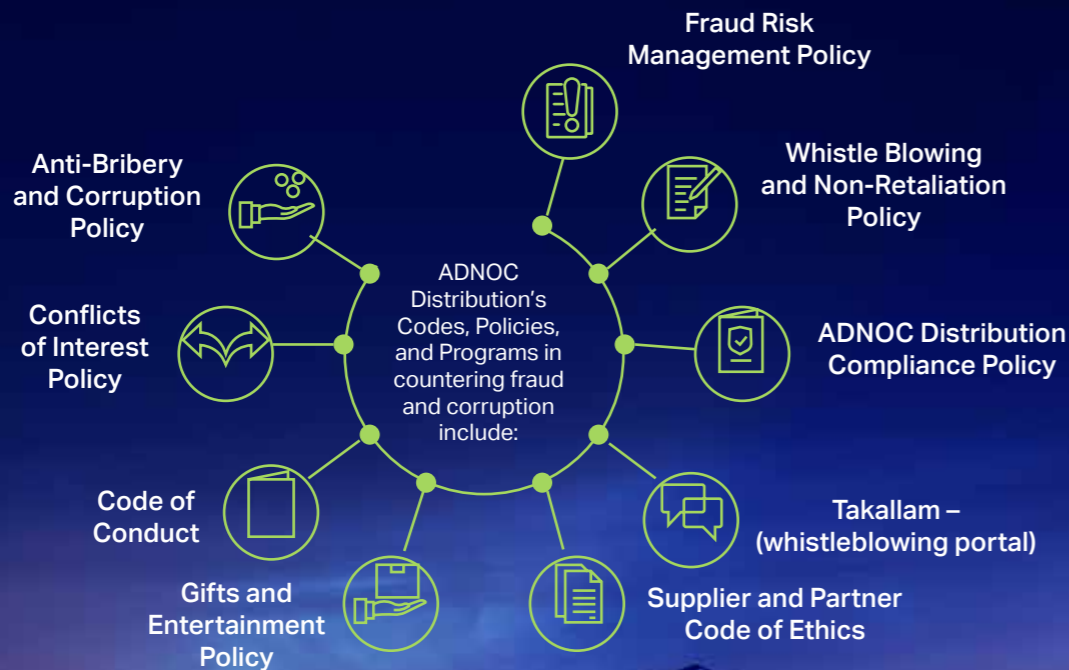 Fraud Risk
Management Policy
Whistle Blowing
and Non-Retaliation
Policy
ADNOC Distribution
Compliance Policy
Takallam –
(whistleblowing portal)
Supplier and Partner
Code of Ethics
Gifts and
Entertainment
Policy
Code of
Conduct
Conflicts
of Interest
Policy
Anti-Bribery
and Corruption
Policy
ADNOC
Distribution's
Codes, Policies,
and Programs in
countering fraud
and corruption
include: